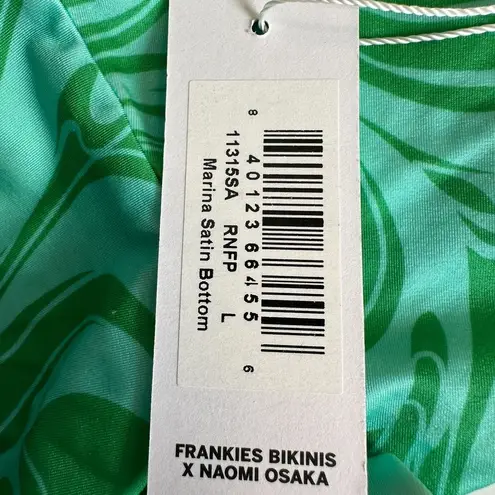 8 40123 66455 6
11315SA RNFP L
Marina Satin Bottom
FRANKIES BIKINIS
X NAOMI OSAKA